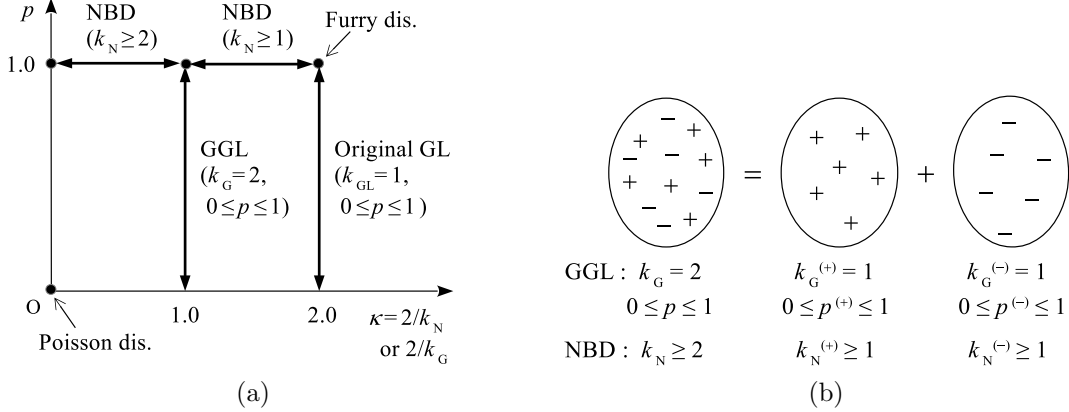 p
NBD
(k_N ≥ 2)
NBD
(k_N ≥ 1)
Furry dis.
1.0
GGL
(k_G = 2,
0 ≤ p ≤ 1)
Original GL
(k_GL = 1,
0 ≤ p ≤ 1 )
O
1.0
2.0
κ = 2/k_N
or 2/k_G
Poisson dis.
(a)
=
+
GGL : k_G = 2
k_G^(+) = 1
k_G^(−) = 1
0 ≤ p ≤ 1
0 ≤ p^(+) ≤ 1
0 ≤ p^(−) ≤ 1
NBD : k_N ≥ 2
k_N^(+) ≥ 1
k_N^(−) ≥ 1
(b)